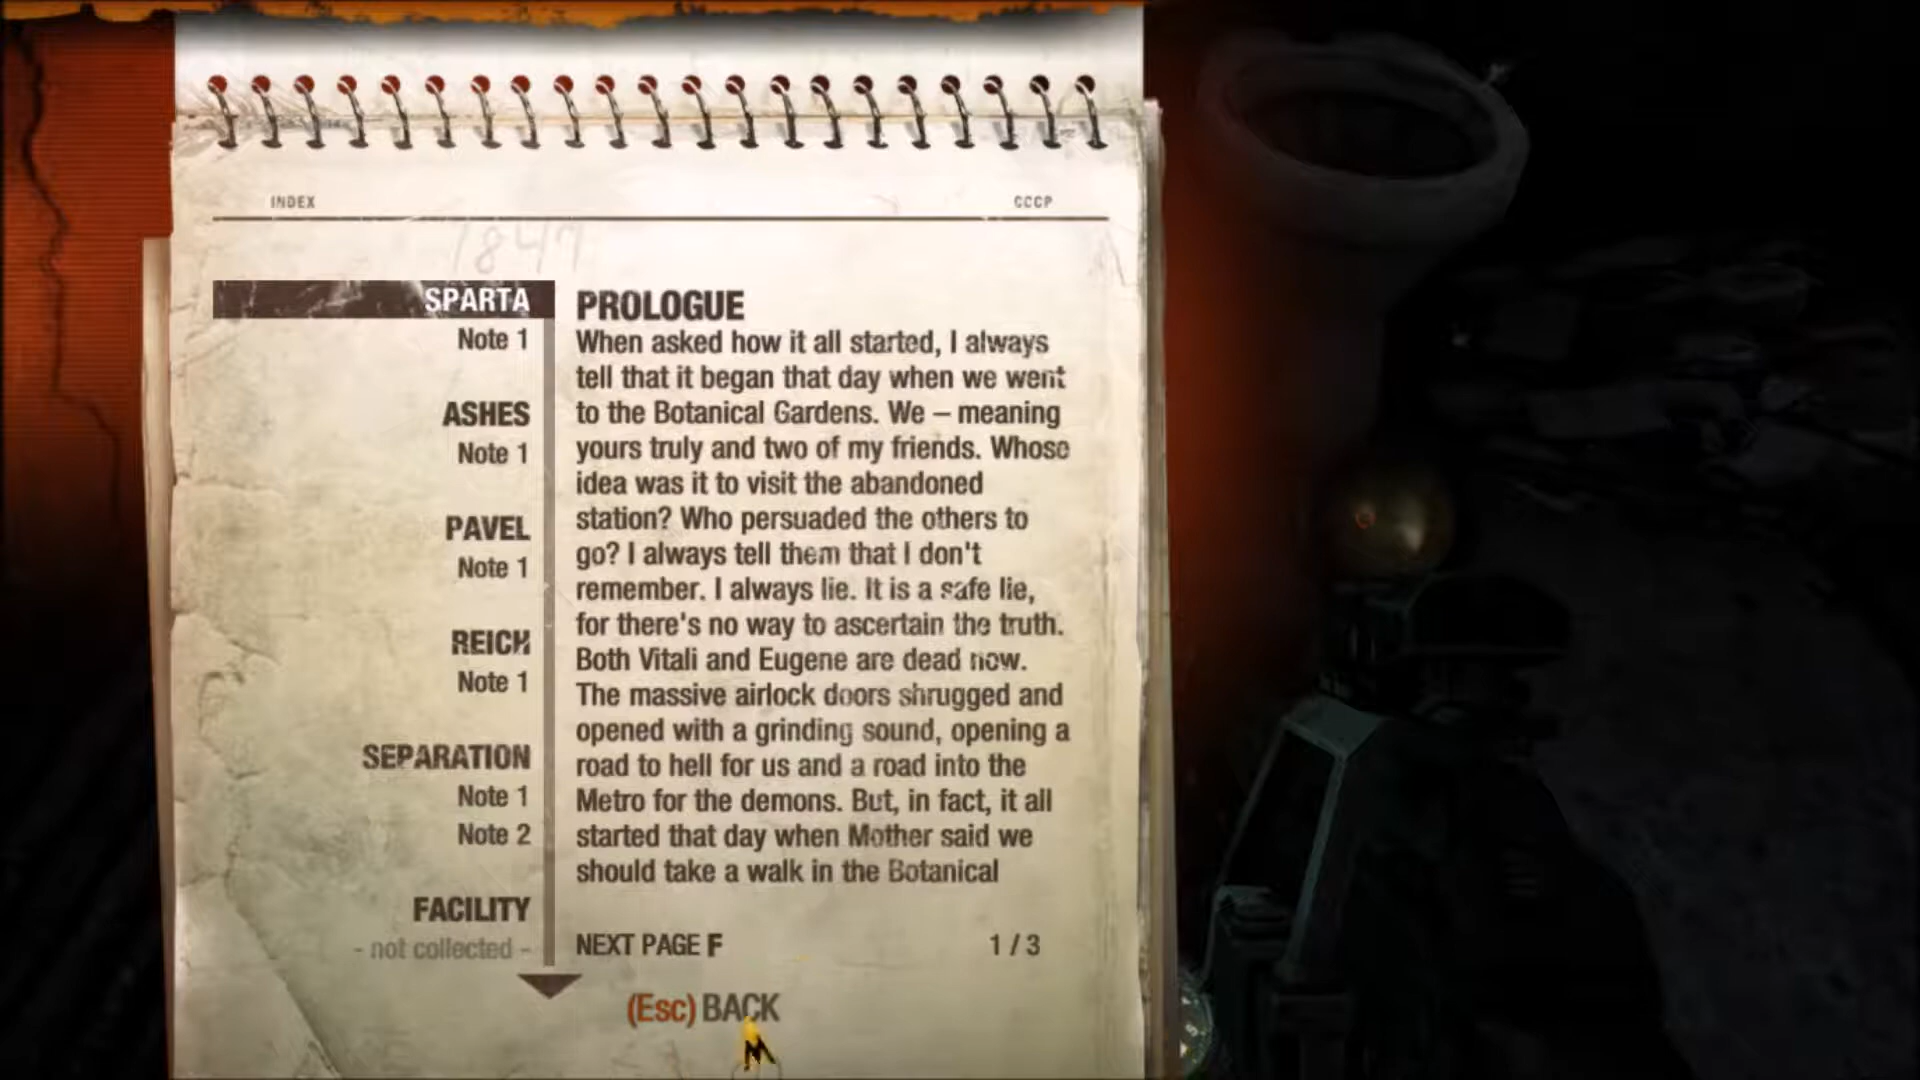 INDEX
CCCP
1847
SPARTA
Note 1
ASHES
Note 1
PAVEL
Note 1
REICH
Note 1
SEPARATION
Note 1
Note 2
FACILITY
- not collected -
PROLOGUE
When asked how it all started, I always
tell that it began that day when we went
to the Botanical Gardens. We – meaning
yours truly and two of my friends. Whose
idea was it to visit the abandoned
station? Who persuaded the others to
go? I always tell them that I don't
remember. I always lie. It is a safe lie,
for there's no way to ascertain the truth.
Both Vitali and Eugene are dead now.
The massive airlock doors shrugged and
opened with a grinding sound, opening a
road to hell for us and a road into the
Metro for the demons. But, in fact, it all
started that day when Mother said we
should take a walk in the Botanical
NEXT PAGE F
1 / 3
(Esc) BACK